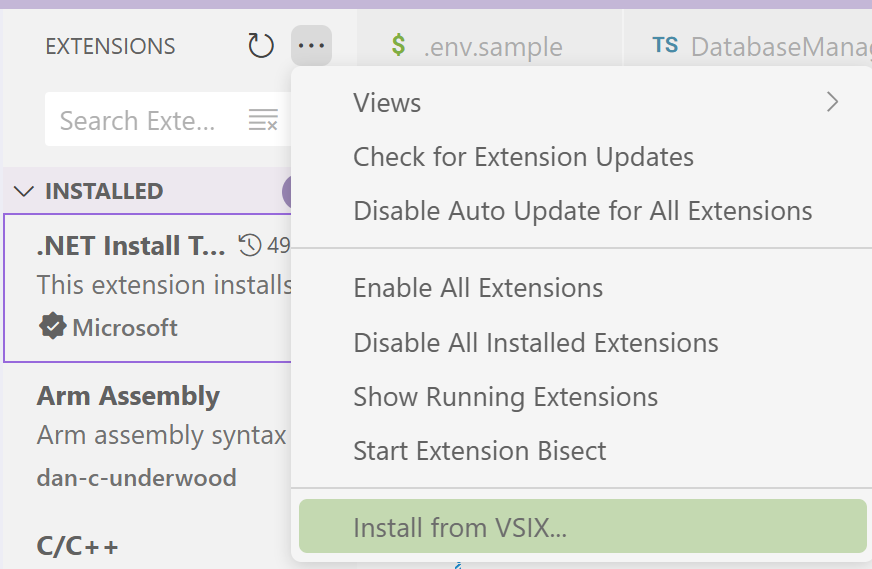 EXTENSIONS
$ .env.sample
TS DatabaseMana
Search Exte...
Views
Check for Extension Updates
Disable Auto Update for All Extensions
INSTALLED
.NET Install T... 49
This extension installs
Microsoft
Enable All Extensions
Disable All Installed Extensions
Show Running Extensions
Start Extension Bisect
Arm Assembly
Arm assembly syntax
dan-c-underwood
Install from VSIX...
C/C++